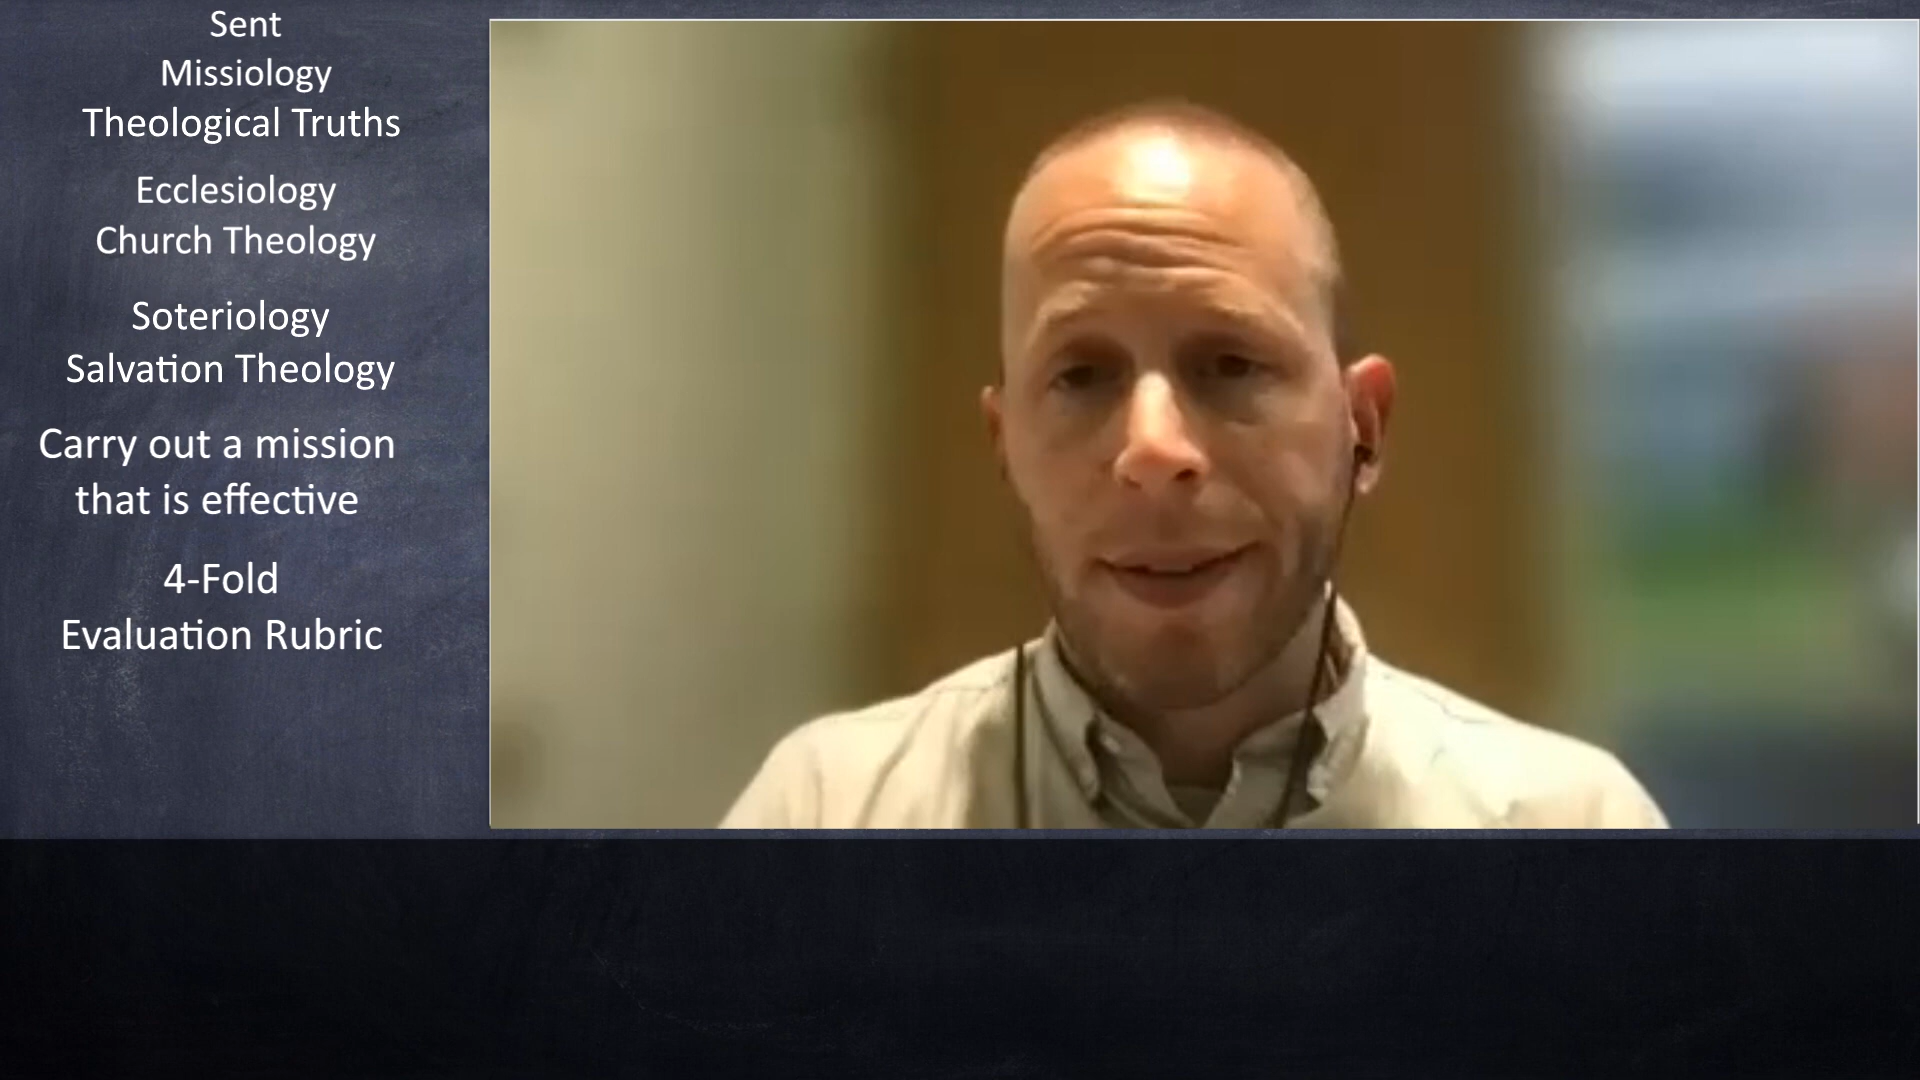 Sent
Missiology
Theological Truths
Ecclesiology
Church Theology
Soteriology
Salvation Theology
Carry out a mission
that is effective
4-Fold
Evaluation Rubric